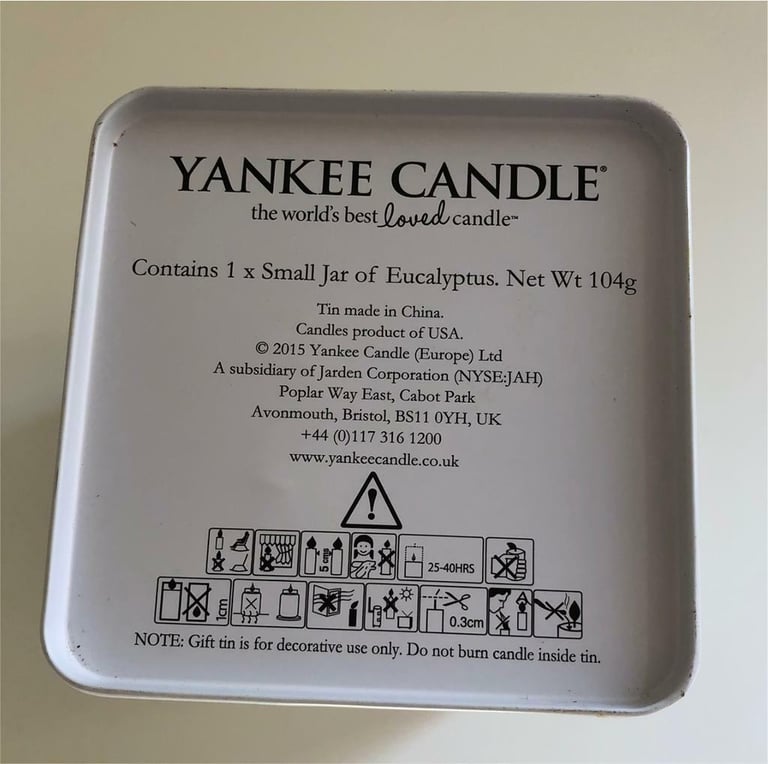 YANKEE CANDLE®
the world's best loved candle™
Contains 1 x Small Jar of Eucalyptus. Net Wt 104g
Tin made in China.
Candles product of USA.
© 2015 Yankee Candle (Europe) Ltd
A subsidiary of Jarden Corporation (NYSE:JAH)
Poplar Way East, Cabot Park
Avonmouth, Bristol, BS11 0YH, UK
+44 (0)117 316 1200
www.yankeecandle.co.uk
!
5 cm 25-40HRS
1cm 0.3cm
NOTE: Gift tin is for decorative use only. Do not burn candle inside tin.